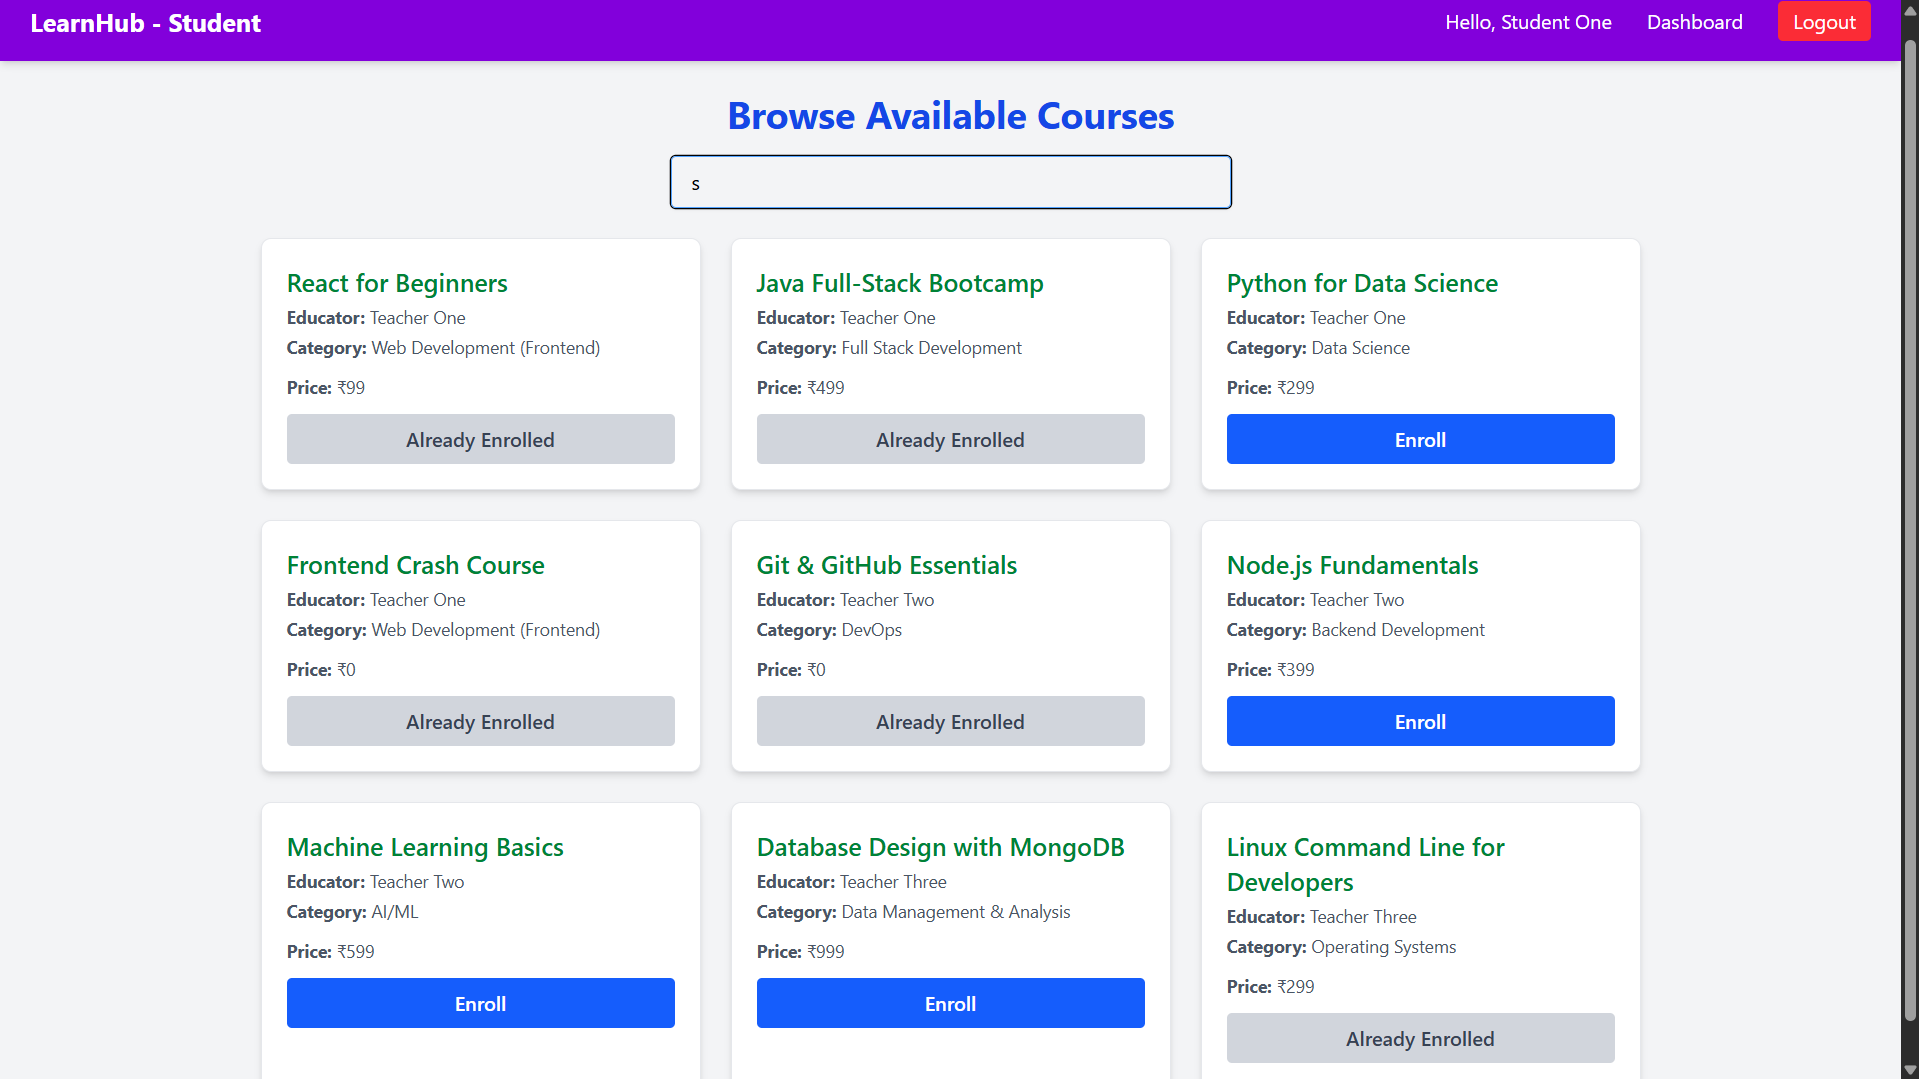 LearnHub - Student
Hello, Student One
Dashboard
Logout
Browse Available Courses
s
React for Beginners
Educator: Teacher One
Category: Web Development (Frontend)
Price: ₹99
Already Enrolled
Java Full-Stack Bootcamp
Educator: Teacher One
Category: Full Stack Development
Price: ₹499
Already Enrolled
Python for Data Science
Educator: Teacher One
Category: Data Science
Price: ₹299
Enroll
Frontend Crash Course
Educator: Teacher One
Category: Web Development (Frontend)
Price: ₹0
Already Enrolled
Git & GitHub Essentials
Educator: Teacher Two
Category: DevOps
Price: ₹0
Already Enrolled
Node.js Fundamentals
Educator: Teacher Two
Category: Backend Development
Price: ₹399
Enroll
Machine Learning Basics
Educator: Teacher Two
Category: AI/ML
Price: ₹599
Enroll
Database Design with MongoDB
Educator: Teacher Three
Category: Data Management & Analysis
Price: ₹999
Enroll
Linux Command Line for
Developers
Educator: Teacher Three
Category: Operating Systems
Price: ₹299
Already Enrolled